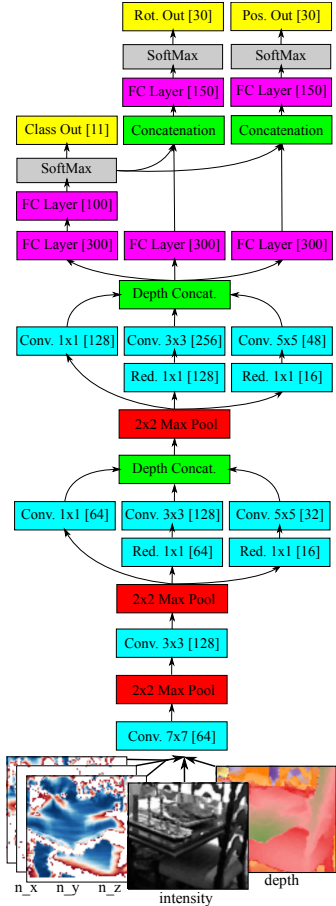 Rot. Out [30] Pos. Out [30]
SoftMax SoftMax
FC Layer [150] FC Layer [150]
Class Out [11] Concatenation Concatenation
SoftMax
FC Layer [100]
FC Layer [300] FC Layer [300] FC Layer [300]
Depth Concat.
Conv. 1x1 [128] Conv. 3x3 [256] Conv. 5x5 [48]
Red. 1x1 [128] Red. 1x1 [16]
2x2 Max Pool
Depth Concat.
Conv. 1x1 [64] Conv. 3x3 [128] Conv. 5x5 [32]
Red. 1x1 [64] Red. 1x1 [16]
2x2 Max Pool
Conv. 3x3 [128]
2x2 Max Pool
Conv. 7x7 [64]
n_x n_y n_z depth
intensity